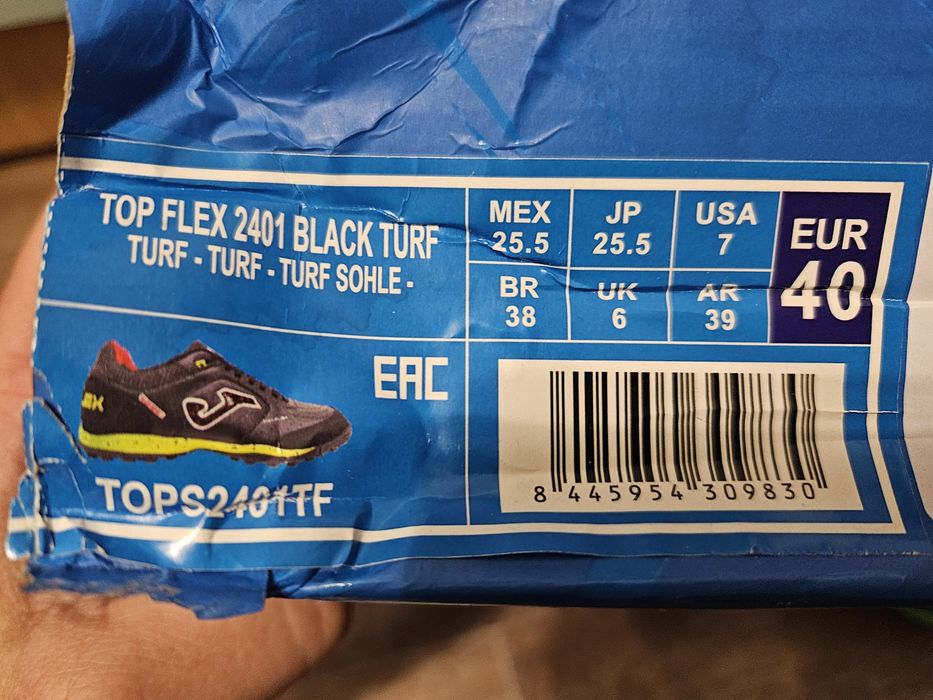 TOP FLEX 2401 BLACK TURF
TURF - TURF - TURF SOHLE -
MEX
25.5
JP
25.5
USA
7
BR
38
UK
6
AR
39
EUR
40
EAC
TOPS2401TF
8 445954 309830